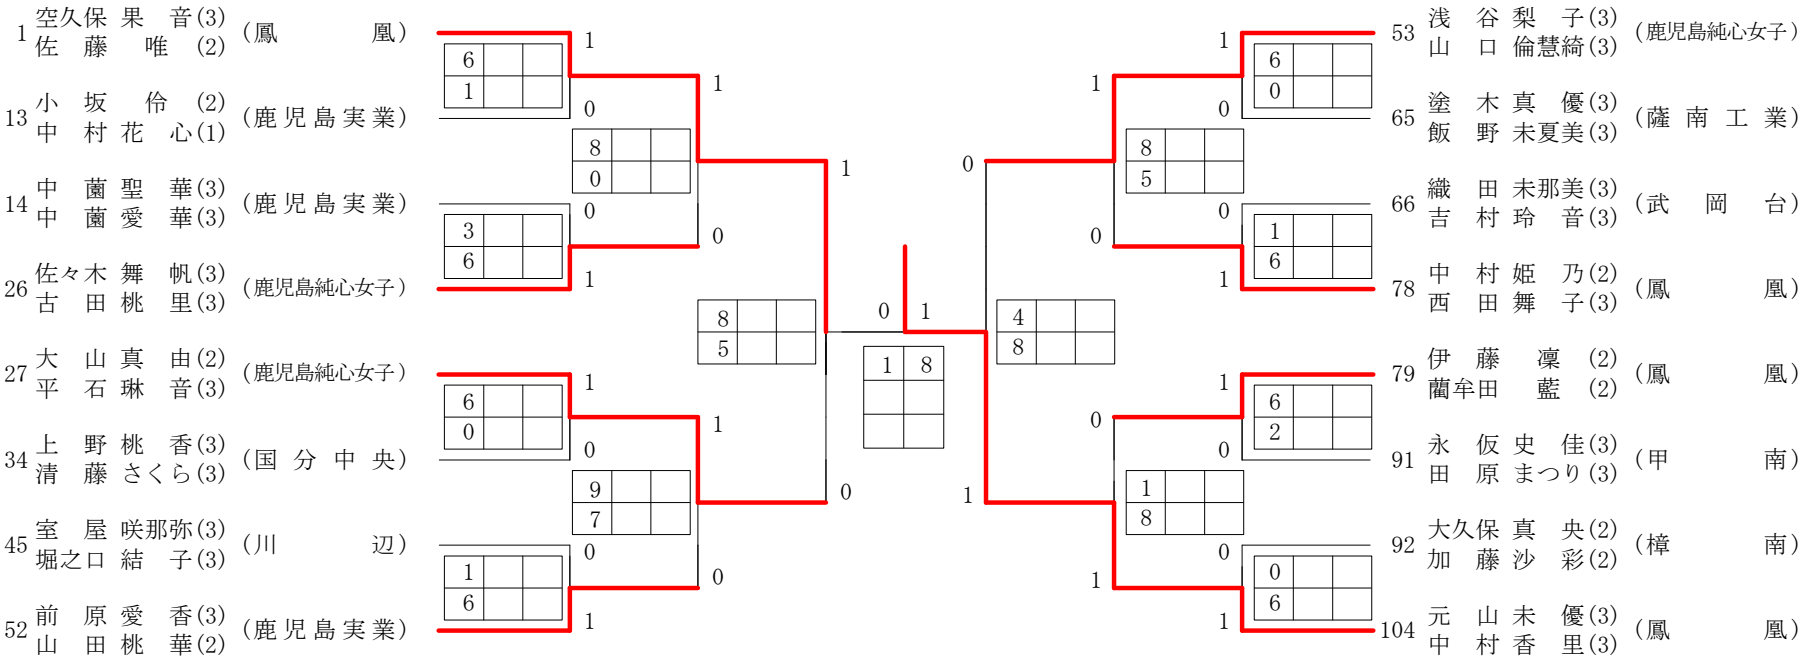 1 空久保 果 音(3) (鳳 凰)
佐 藤 唯 (2)
13 小 坂 伶 (2) (鹿児島実業)
中 村 花 心(1)
14 中 薗 聖 華(3) (鹿児島実業)
中 薗 愛 華(3)
26 佐々木 舞 帆(3) (鹿児島純心女子)
古 田 桃 里(3)
27 大 山 真 由(2) (鹿児島純心女子)
平 石 琳 音(3)
34 上 野 桃 香(3) (国分中央)
清 藤 さくら(3)
45 室 屋 咲那弥(3) (川 辺)
堀之口 結 子(3)
52 前 原 愛 香(3) (鹿児島実業)
山 田 桃 華(2)
1
6
1
0
1
8
0
0
3
6
1
0
1
8
5
1
6
0
0
1
9
7
0
0
1
6
1
0
0 1
1 8
1
6
0
0
1
8
5
0
1
6
1
0
0
4
8
1
6
2
0
0
1
8
1
0
0
6
1
1
53 浅 谷 梨 子(3) (鹿児島純心女子)
山 口 倫慧綺(3)
65 塗 木 真 優(3) (薩南工業)
飯 野 未夏美(3)
66 織 田 未那美(3) (武岡台)
吉 村 玲 音(3)
78 中 村 姫 乃(2) (鳳 凰)
西 田 舞 子(3)
79 伊 藤 凜 (2) (鳳 凰)
藺牟田 藍 (2)
91 永 仮 史 佳(3) (甲 南)
田 原 まつり(3)
92 大久保 真 央(2) (樟 南)
加 藤 沙 彩(2)
104 元 山 未 優(3) (鳳 凰)
中 村 香 里(3)